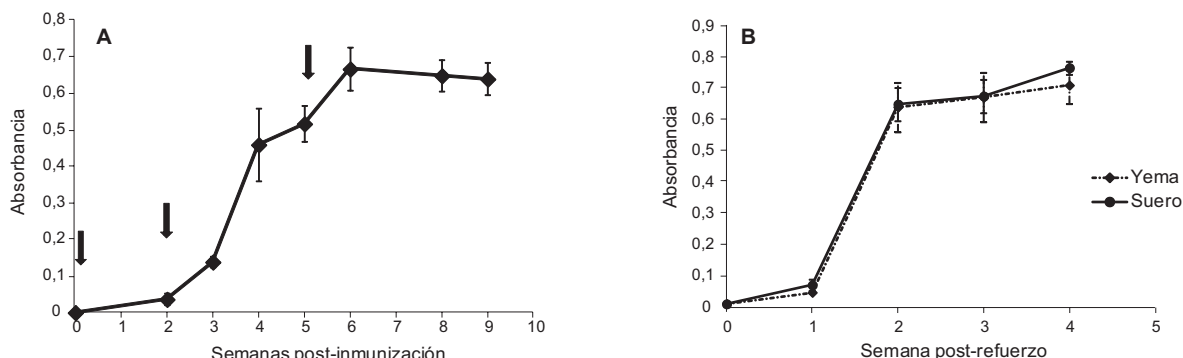 A
Absorbancia
0,8
0,7
0,6
0,5
0,4
0,3
0,2
0,1
0
0 1 2 3 4 5 6 7 8 9 10
Semanas post-inmunización
B
Absorbancia
0,9
0,8
0,7
0,6
0,5
0,4
0,3
0,2
0,1
0
0 1 2 3 4 5
Semana post-refuerzo
Yema
Suero